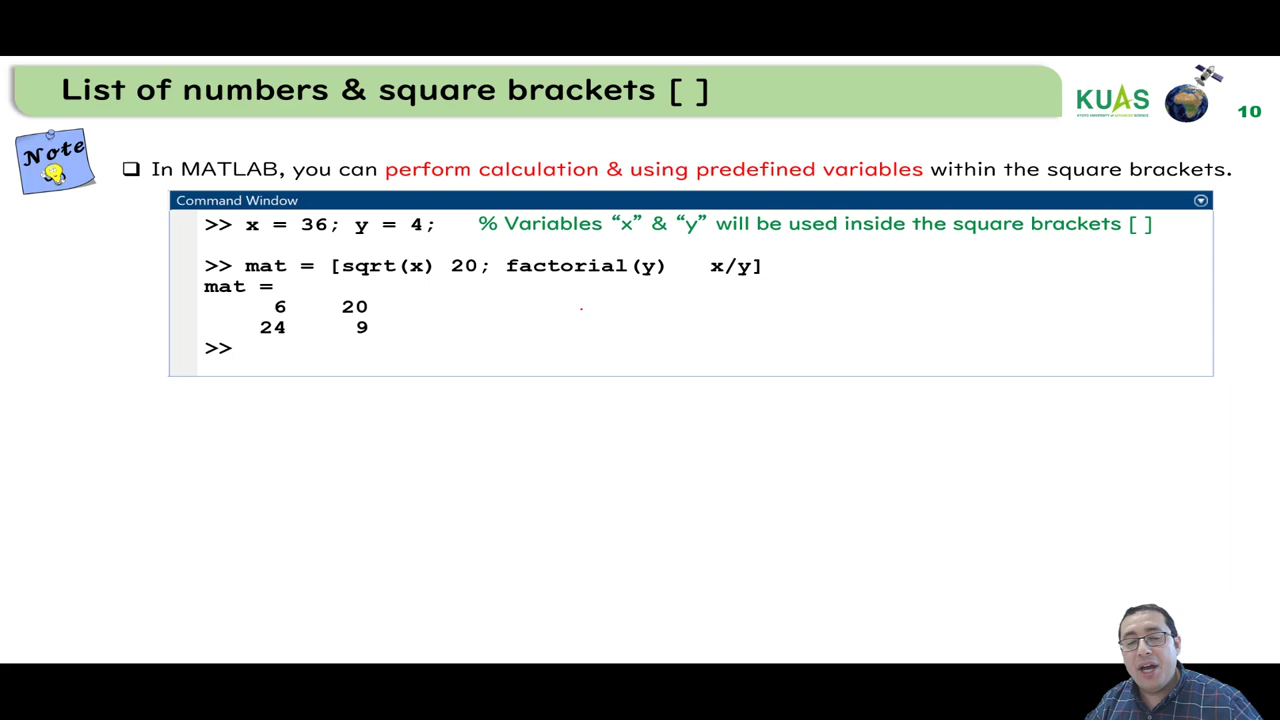 List of numbers & square brackets [ ]
KUAS
10
Note
❑ In MATLAB, you can perform calculation & using predefined variables within the square brackets.
Command Window
>> x = 36; y = 4; % Variables “x” & “y” will be used inside the square brackets [ ]
>> mat = [sqrt(x) 20; factorial(y) x/y]
mat =
6 20
24 9
>>